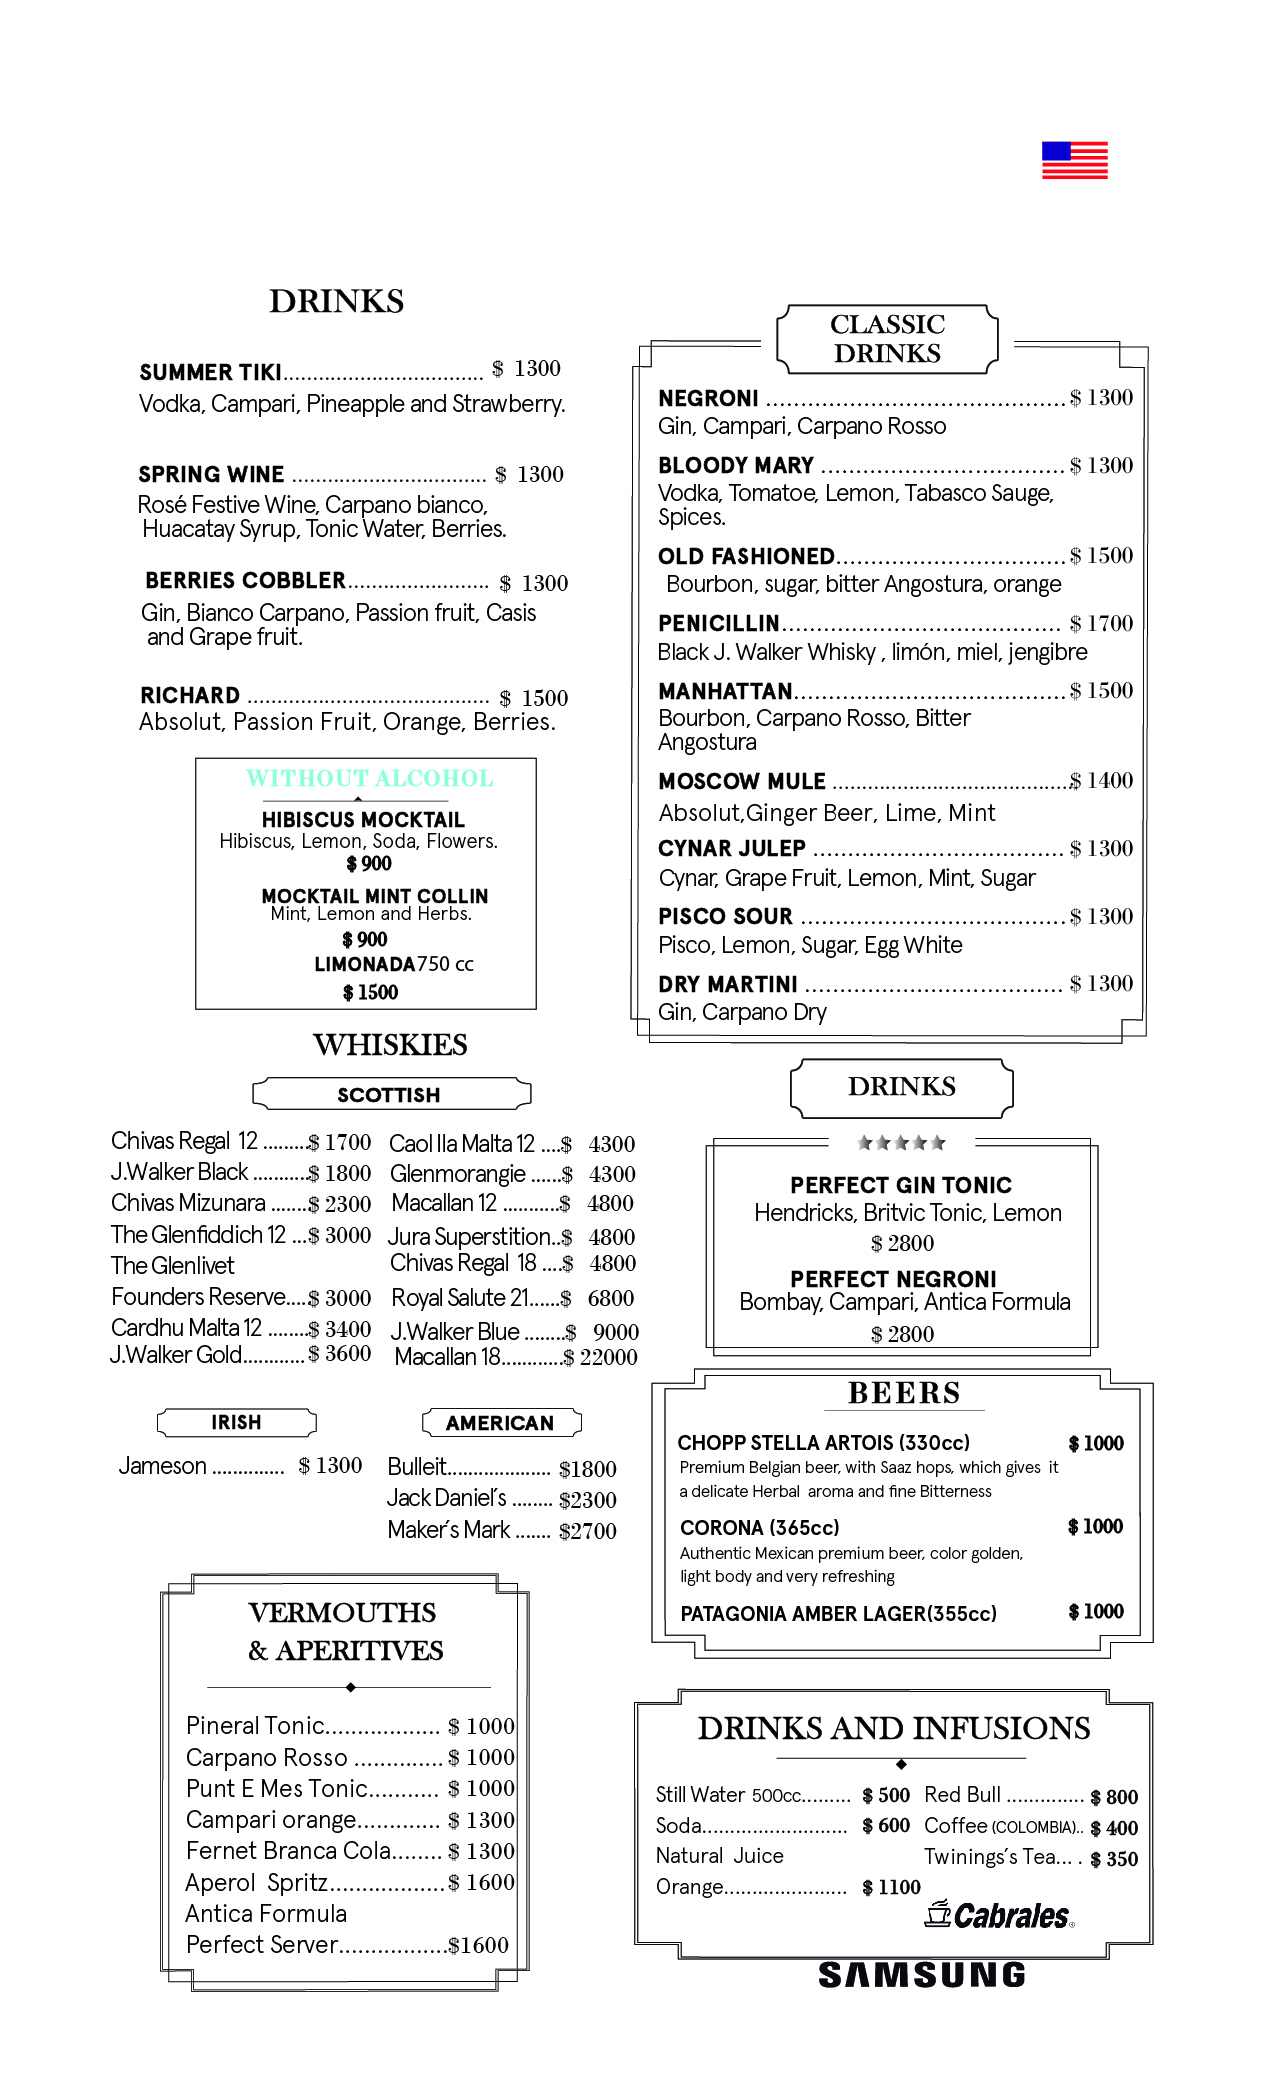 DRINKS
SUMMER TIKI.................................. $ 1300
Vodka, Campari, Pineapple and Strawberry.
SPRING WINE ................................. $ 1300
Rosé Festive Wine, Carpano bianco,
Huacatay Syrup, Tonic Water, Berries.
BERRIES COBBLER........................ $ 1300
Gin, Bianco Carpano, Passion fruit, Casis
and Grape fruit.
RICHARD ......................................... $ 1500
Absolut, Passion Fruit, Orange, Berries.
WITHOUT ALCOHOL
HIBISCUS MOCKTAIL
Hibiscus, Lemon, Soda, Flowers.
$ 900
MOCKTAIL MINT COLLIN
Mint, Lemon and Herbs.
$ 900
LIMONADA750 cc
$ 1500
WHISKIES
SCOTTISH
Chivas Regal 12 ........$ 1700
J.Walker Black ..........$ 1800
Chivas Mizunara .......$ 2300
The Glenfiddich 12 ...$ 3000
The Glenlivet
Founders Reserve....$ 3000
Cardhu Malta 12 .......$ 3400
J.Walker Gold............$ 3600
Caol Ila Malta 12 ....$ 4300
Glenmorangie ......$ 4300
Macallan 12 ...........$ 4800
Jura Superstition..$ 4800
Chivas Regal 18 ....$ 4800
Royal Salute 21......$ 6800
J.Walker Blue ........$ 9000
Macallan 18............$ 22000
IRISH
Jameson .............. $ 1300
AMERICAN
Bulleit.................... $1800
Jack Daniel´s ........ $2300
Maker´s Mark ....... $2700
VERMOUTHS
& APERITIVES
Pineral Tonic.................. $ 1000
Carpano Rosso ..............$ 1000
Punt E Mes Tonic........... $ 1000
Campari orange............. $ 1300
Fernet Branca Cola........ $ 1300
Aperol Spritz..................$ 1600
Antica Formula
Perfect Server.................$1600
CLASSIC
DRINKS
NEGRONI .......................................$ 1300
Gin, Campari, Carpano Rosso
BLOODY MARY ...................................$ 1300
Vodka, Tomatoe, Lemon, Tabasco Sauge,
Spices.
OLD FASHIONED.................................$ 1500
Bourbon, sugar, bitter Angostura, orange
PENICILLIN....................................... $ 1700
Black J. Walker Whisky , limón, miel, jengibre
MANHATTAN.......................................$ 1500
Bourbon, Carpano Rosso, Bitter
Angostura
MOSCOW MULE .........................................$ 1400
Absolut,Ginger Beer, Lime, Mint
CYNAR JULEP .................................... $ 1300
Cynar, Grape Fruit, Lemon, Mint, Sugar
PISCO SOUR ......................................$ 1300
Pisco, Lemon, Sugar, Egg White
DRY MARTINI ..................................... $ 1300
Gin, Carpano Dry
DRINKS
PERFECT GIN TONIC
Hendricks, Britvic Tonic, Lemon
$ 2800
PERFECT NEGRONI
Bombay, Campari, Antica Formula
$ 2800
BEERS
CHOPP STELLA ARTOIS (330cc) $ 1000
Premium Belgian beer, with Saaz hops, which gives it
a delicate Herbal aroma and fine Bitterness
CORONA (365cc) $ 1000
Authentic Mexican premium beer, color golden,
light body and very refreshing
PATAGONIA AMBER LAGER(355cc) $ 1000
DRINKS AND INFUSIONS
Still Water 500cc......... $ 500
Soda.......................... $ 600
Natural Juice
Orange...................... $ 1100
Red Bull .............. $ 800
Coffee (COLOMBIA).. $ 400
Twinings´s Tea... . $ 350
Cabrales®
SAMSUNG